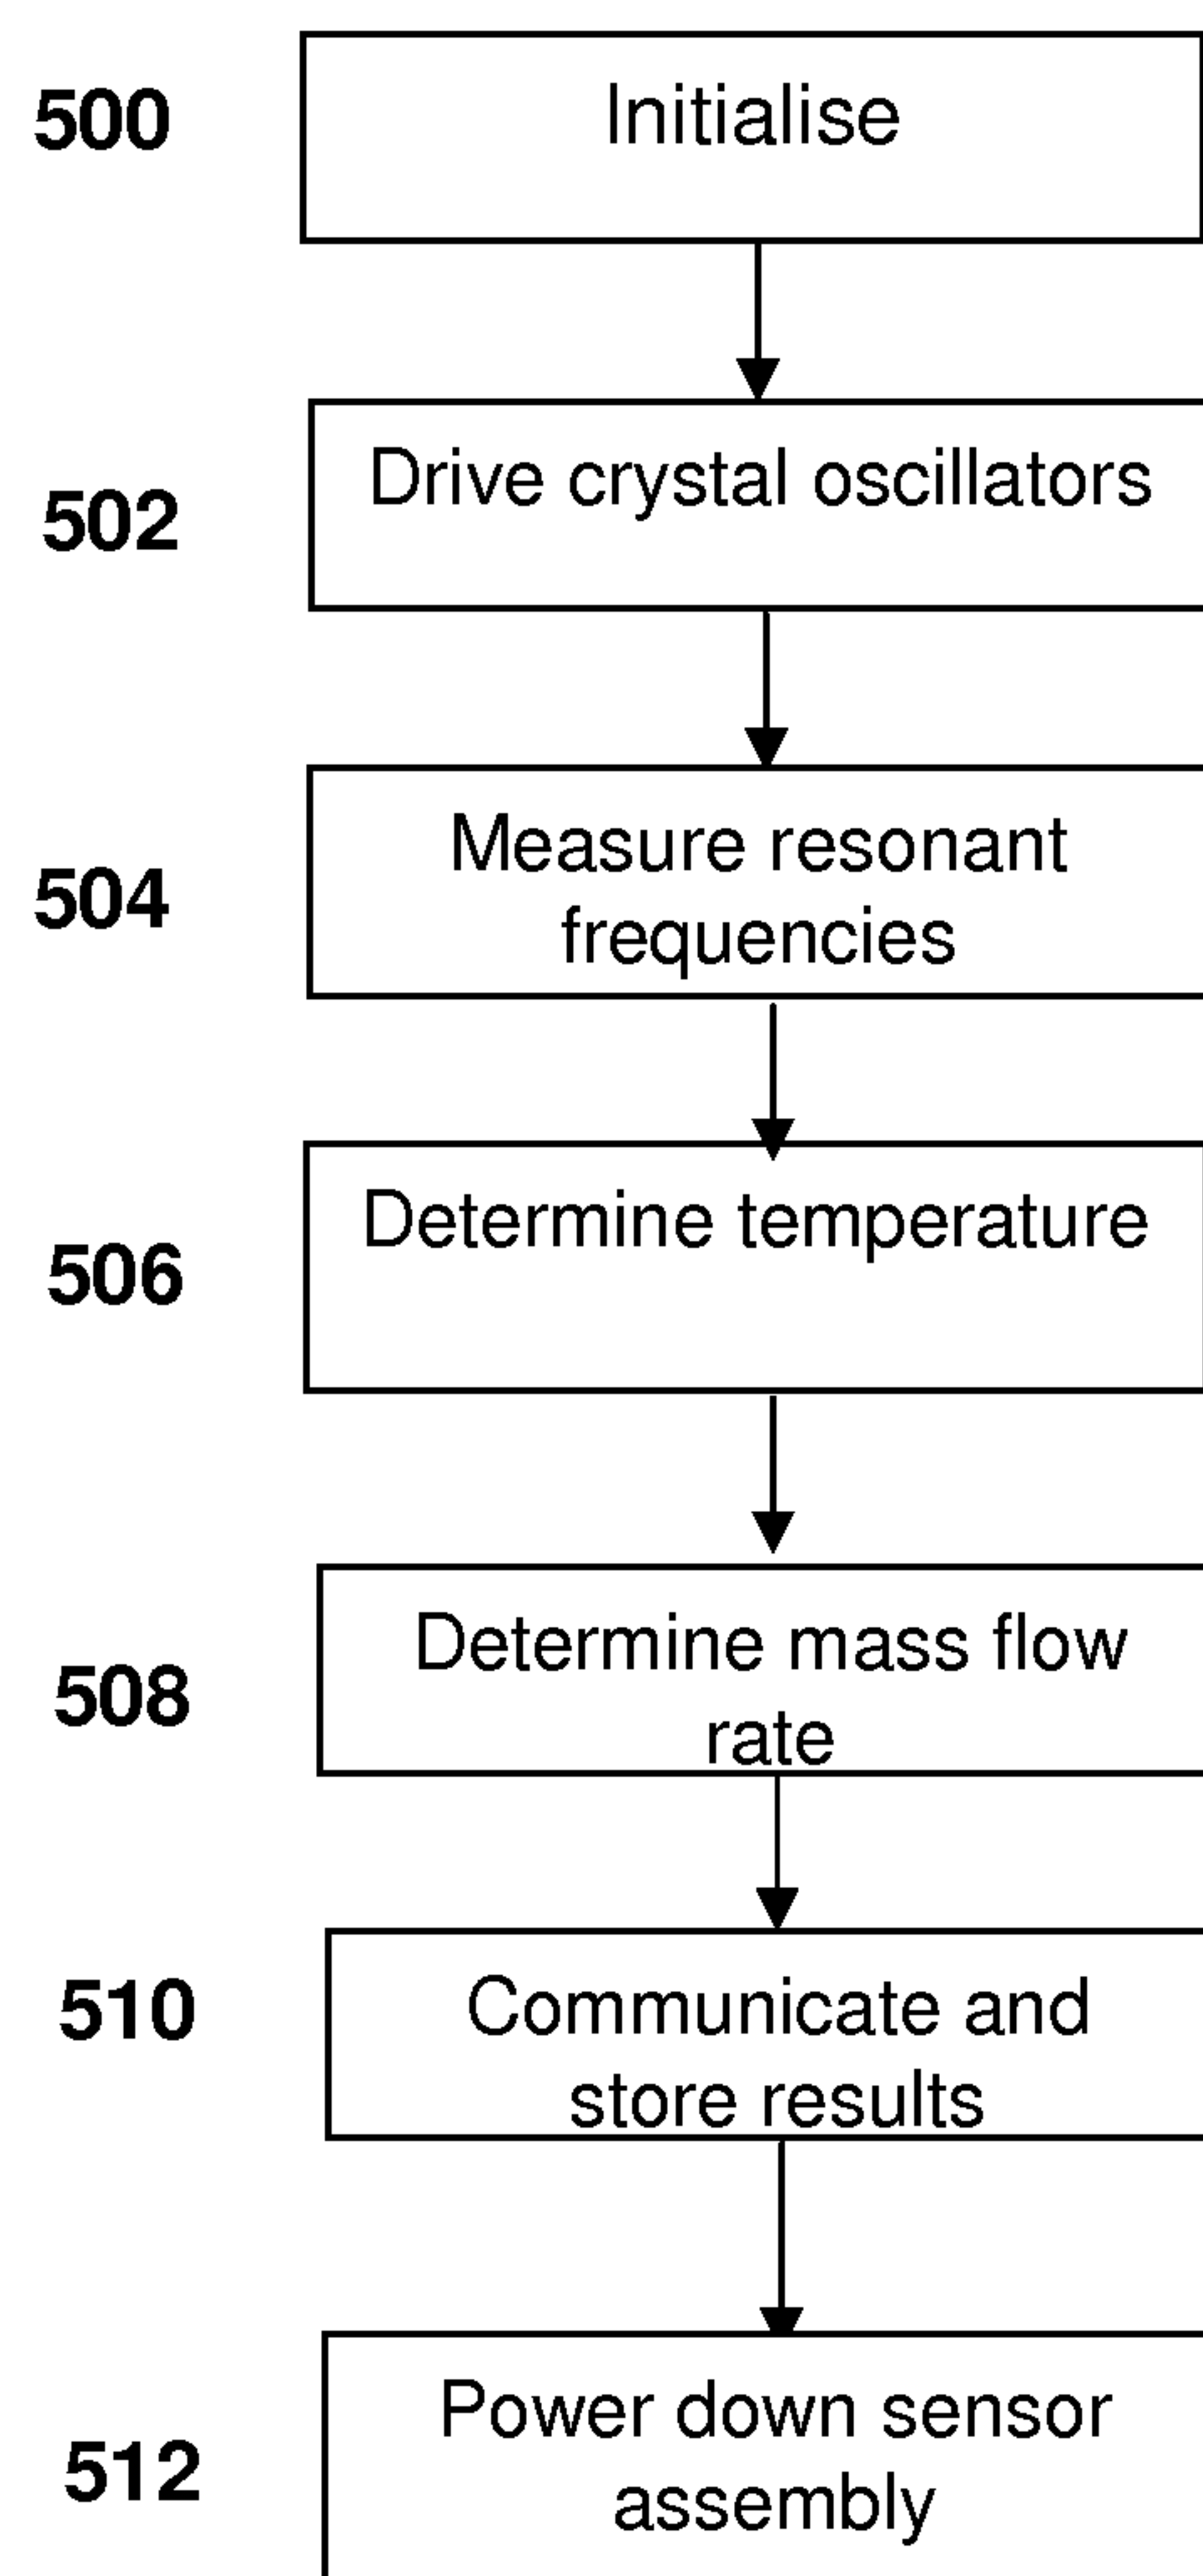 500
Initialise
502
Drive crystal oscillators
504
Measure resonant
frequencies
506
Determine temperature
508
Determine mass flow
rate
510
Communicate and
store results
512
Power down sensor
assembly